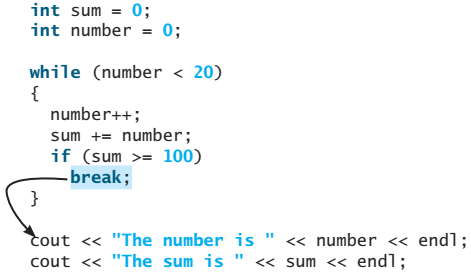 int sum = 0;
int number = 0;

while (number < 20)
{
  number++;
  sum += number;
  if (sum >= 100)
    break;
}

cout << "The number is " << number << endl;
cout << "The sum is " << sum << endl;